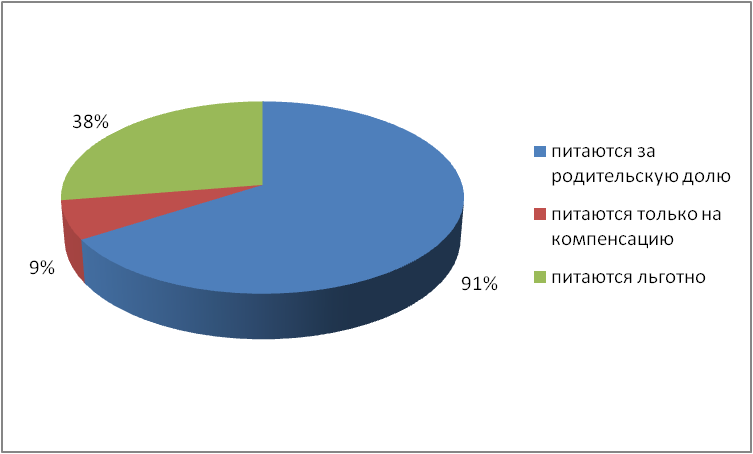 38%
9%
91%
питаются за
родительскую долю
питаются только на
компенсацию
питаются льготно